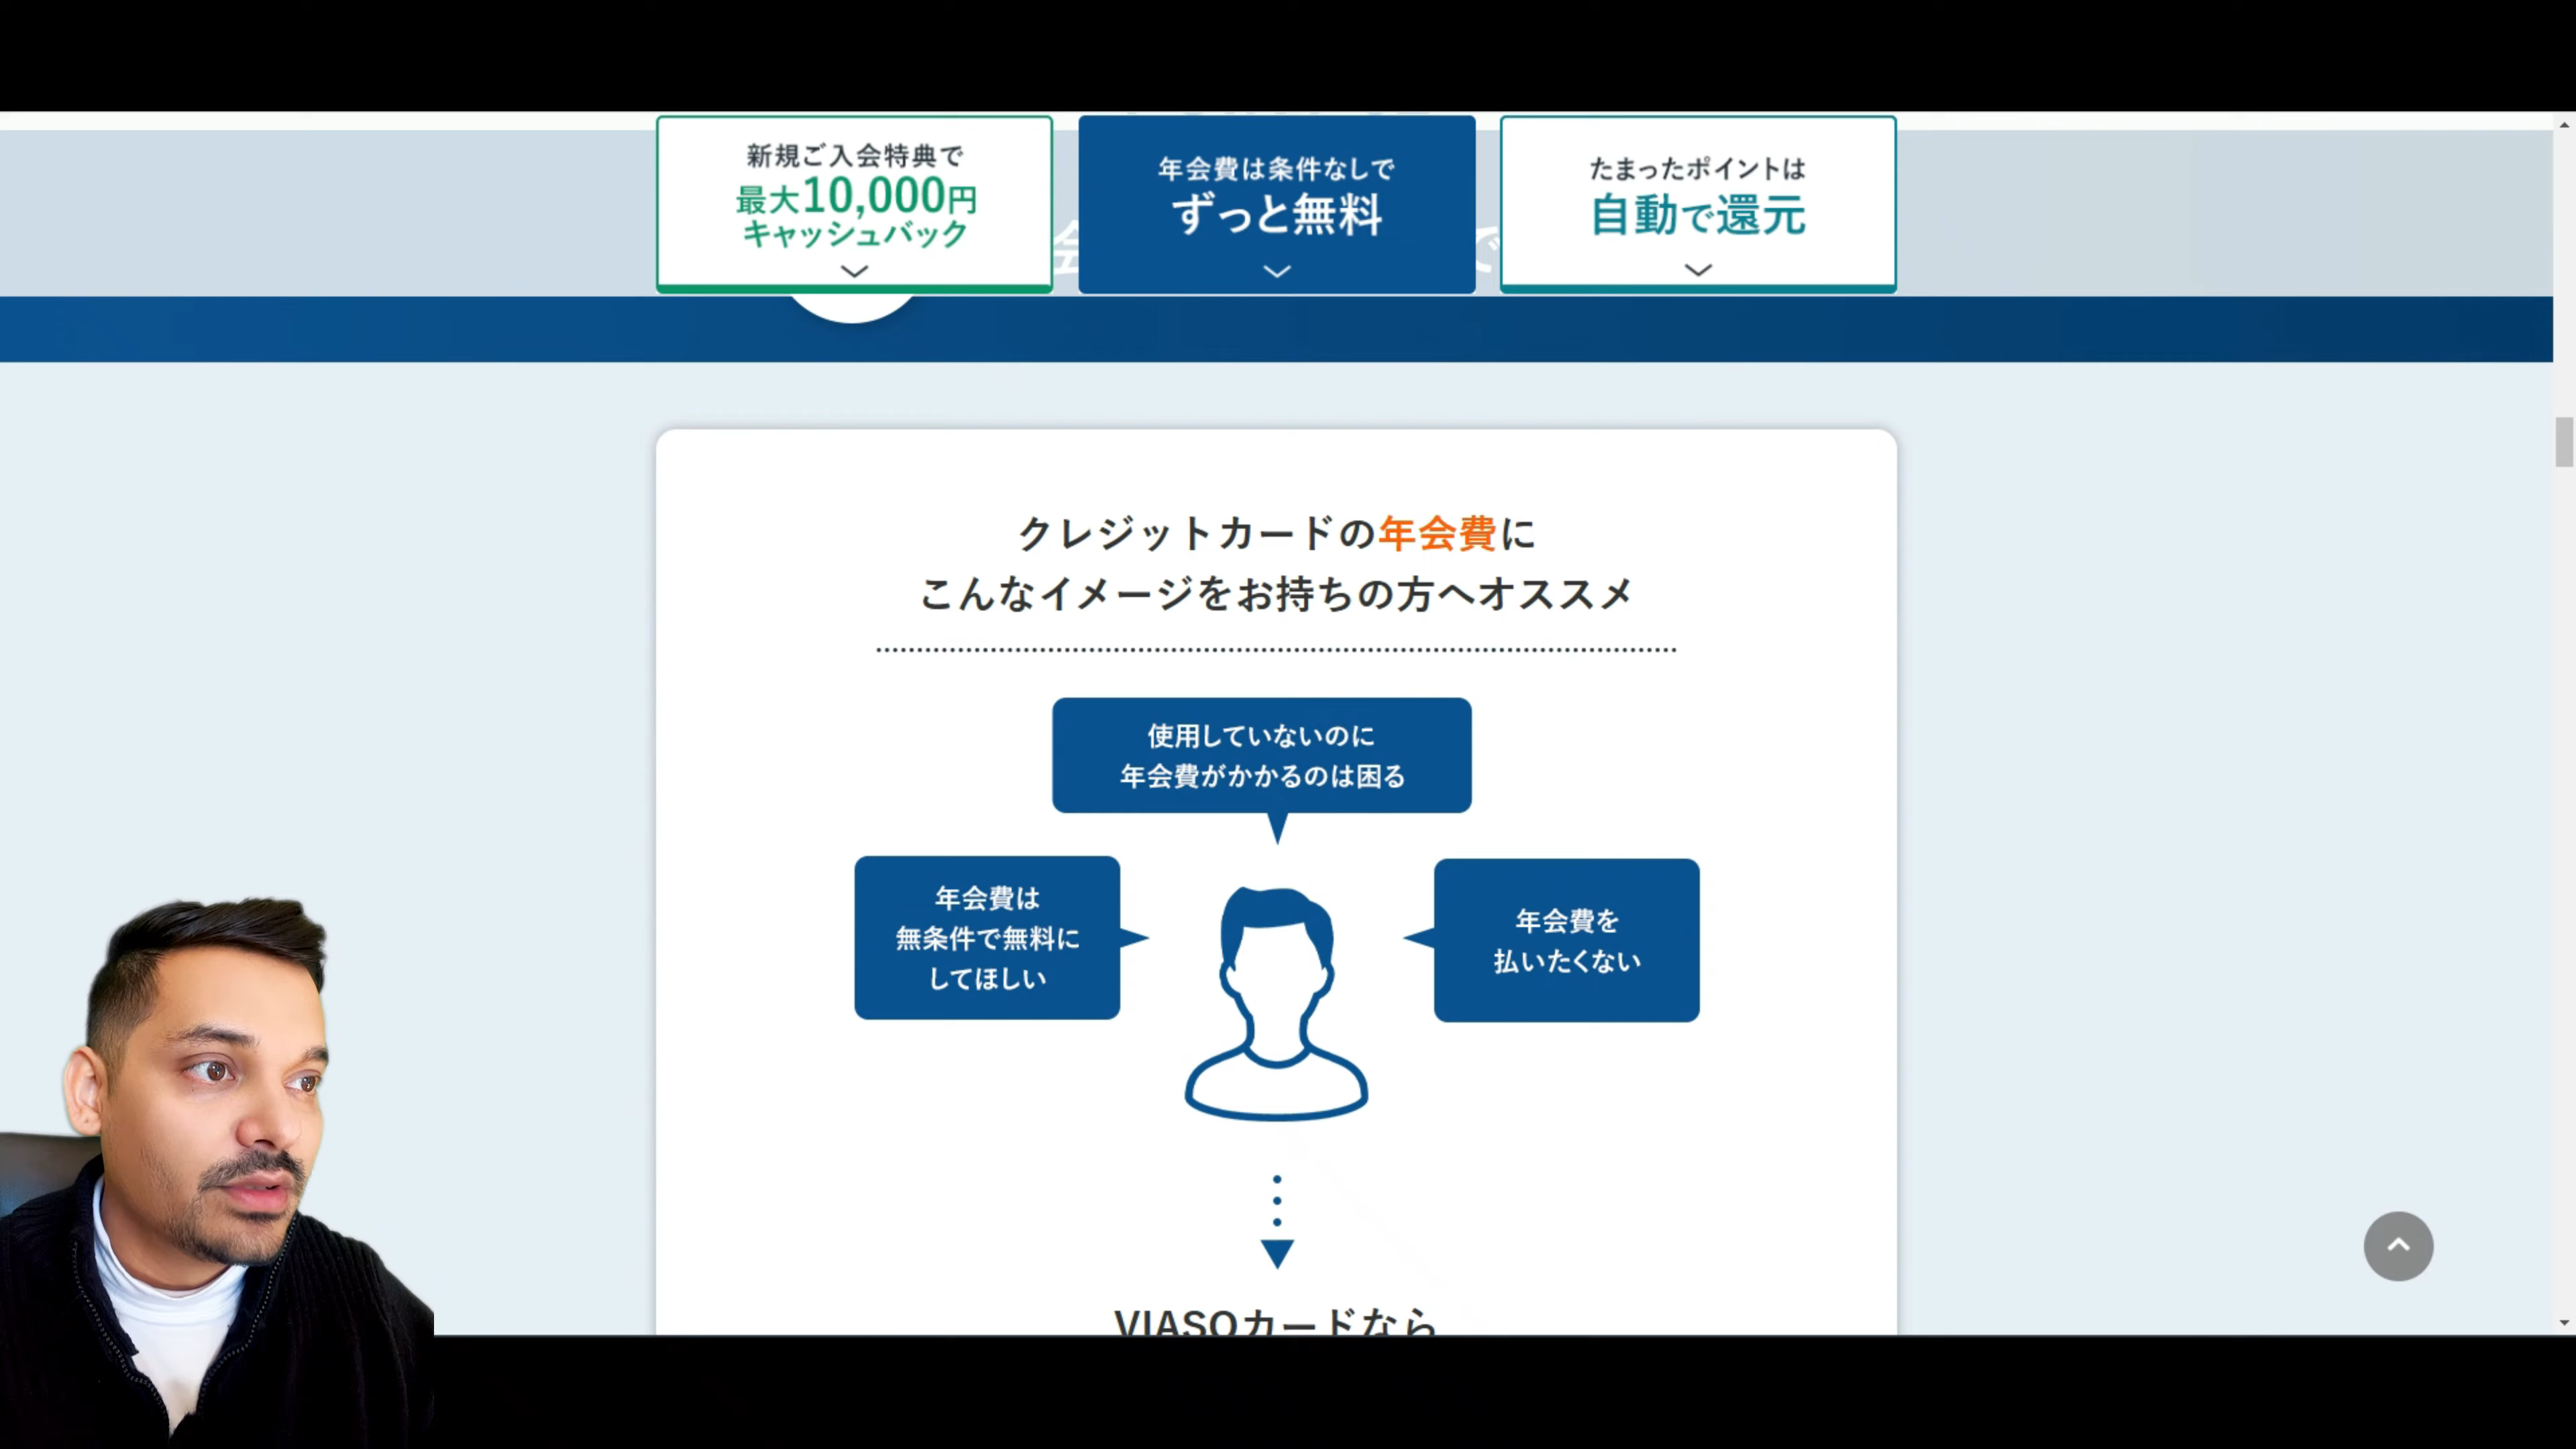 新規ご入会特典で
最大10,000円
キャッシュバック
年会費は条件なしで
ずっと無料
たまったポイントは
自動で還元
クレジットカードの年会費に
こんなイメージをお持ちの方へオススメ
使用していないのに
年会費がかかるのは困る
年会費は
無条件で無料に
してほしい
年会費を
払いたくない
VIASOカードなら